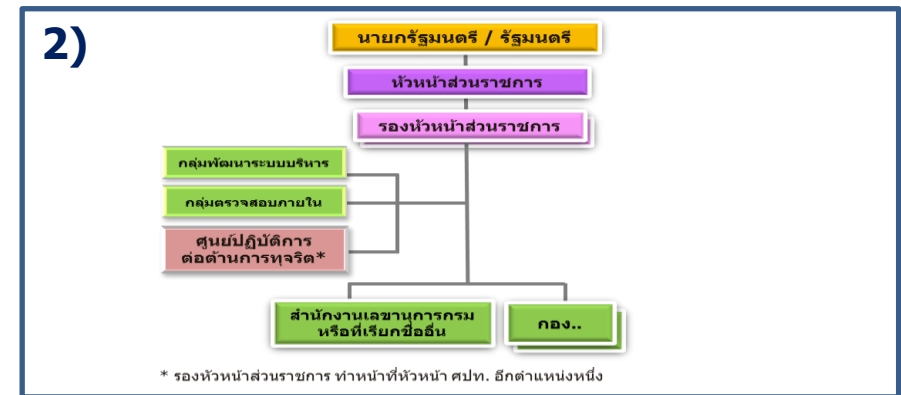 2)
นายกรัฐมนตรี / รัฐมนตรี
หัวหน้าส่วนราชการ
รองหัวหน้าส่วนราชการ
กลุ่มพัฒนาระบบบริหาร
กลุ่มตรวจสอบภายใน
ศูนย์ปฏิบัติการ
ต่อต้านการทุจริต*
สำนักงานเลขานุการกรม
หรือที่เรียกชื่ออื่น
กอง..
* รองหัวหน้าส่วนราชการ ทำหน้าที่หัวหน้า ศปท. อีกตำแหน่งหนึ่ง